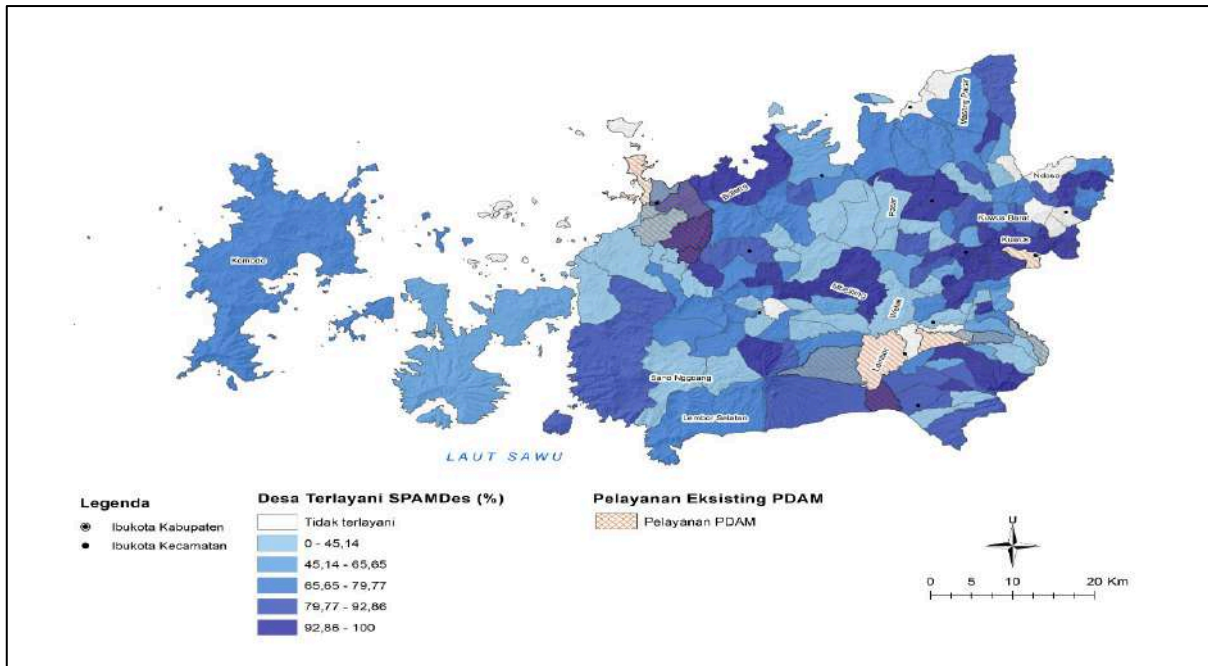 Macang Pacar
Ndoso
Boleng
Pacar
Kuwus Barat
Kuwus
Komodo
Mbeliling
Welak
Lembor
Sano Nggoang
Lembor Selatan
LAUT SAWU
Legenda
Ibukota Kabupaten
Ibukota Kecamatan
Desa Terlayani SPAMDes (%)
Tidak terlayani
0 - 45,14
45,14 - 65,65
65,65 - 79,77
79,77 - 92,86
92,86 - 100
Pelayanan Eksisting PDAM
Pelayanan PDAM
U
0 5 10 20 Km